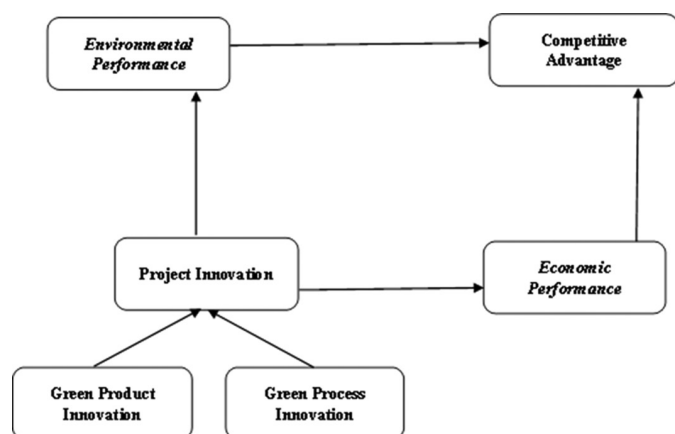 Environmental
Performance
Competitive
Advantage
Project Innovation
Economic
Performance
Green Product
Innovation
Green Process
Innovation